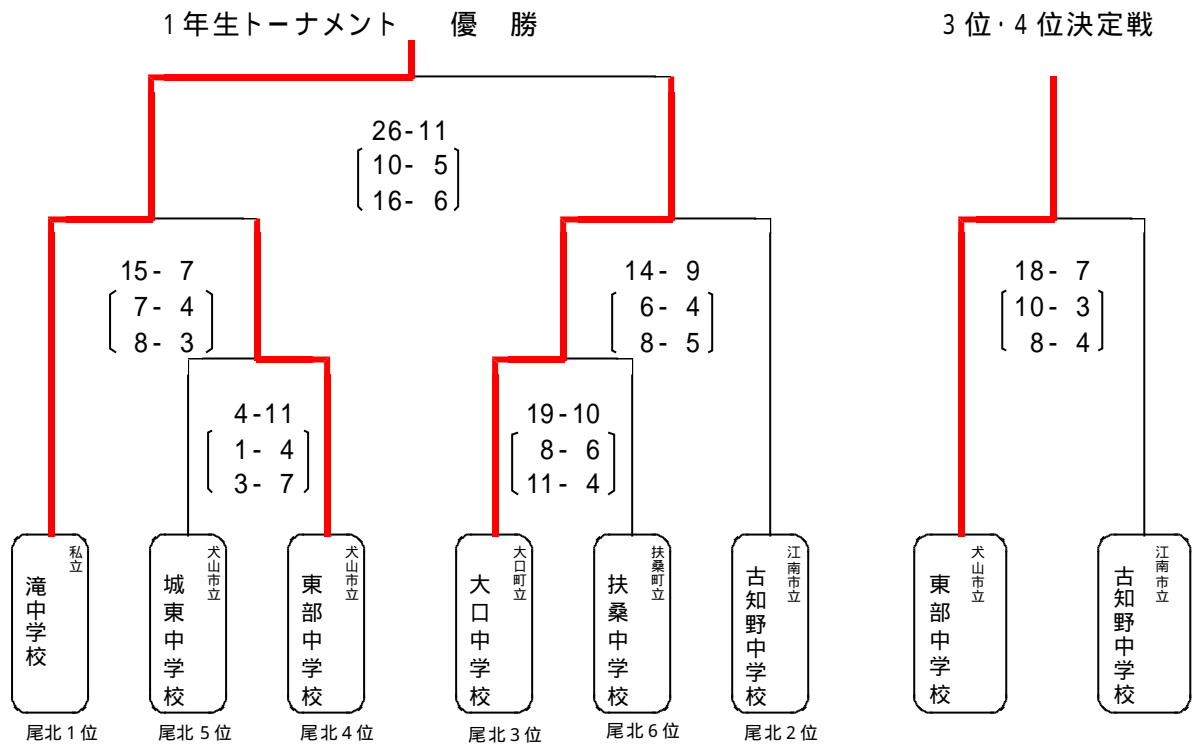 1年生トーナメント 優 勝
3位・4位決定戦
26-11
10- 5
16- 6
15- 7
7- 4
8- 3
14- 9
6- 4
8- 5
18- 7
10- 3
8- 4
4-11
1- 4
3- 7
19-10
8- 6
11- 4
私立
滝中学校
犬山市立
城東中学校
犬山市立
東部中学校
大口町立
大口中学校
扶桑町立
扶桑中学校
江南市立
古知野中学校
犬山市立
東部中学校
江南市立
古知野中学校
尾北1位
尾北5位
尾北4位
尾北3位
尾北6位
尾北2位